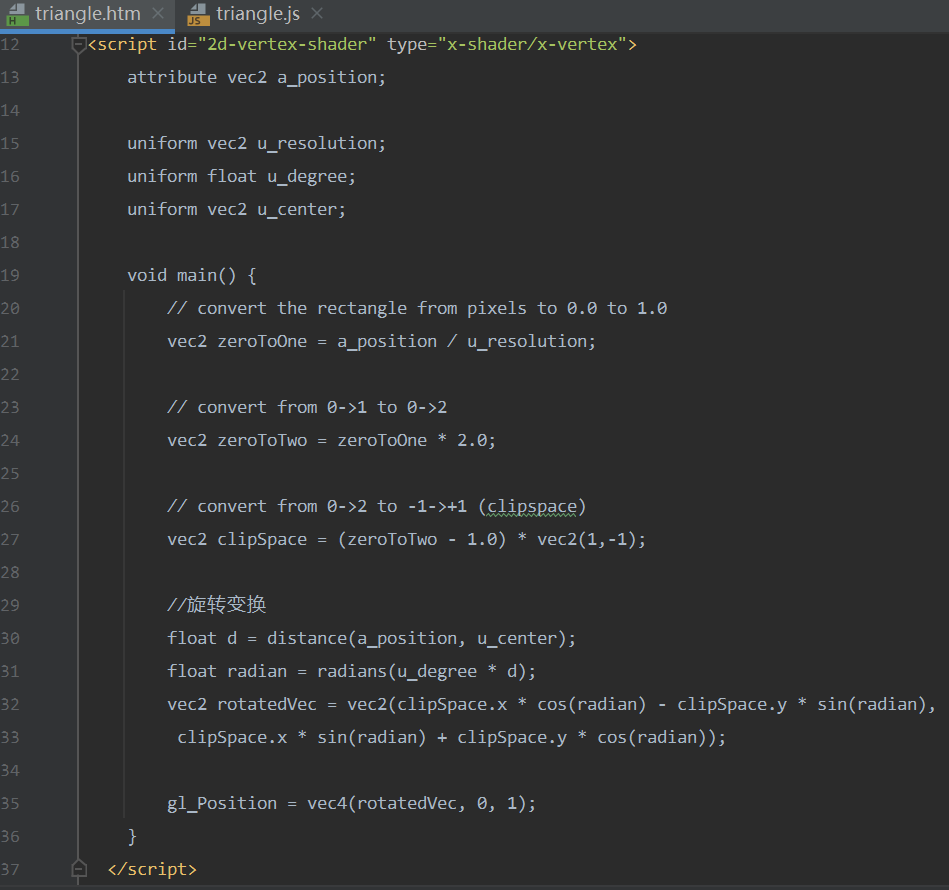 triangle.htm
triangle.js
12 <script id="2d-vertex-shader" type="x-shader/x-vertex">
13 attribute vec2 a_position;
14
15 uniform vec2 u_resolution;
16 uniform float u_degree;
17 uniform vec2 u_center;
18
19 void main() {
20 // convert the rectangle from pixels to 0.0 to 1.0
21 vec2 zeroToOne = a_position / u_resolution;
22
23 // convert from 0->1 to 0->2
24 vec2 zeroToTwo = zeroToOne * 2.0;
25
26 // convert from 0->2 to -1->+1 (clipspace)
27 vec2 clipSpace = (zeroToTwo - 1.0) * vec2(1,-1);
28
29 //旋转变换
30 float d = distance(a_position, u_center);
31 float radian = radians(u_degree * d);
32 vec2 rotatedVec = vec2(clipSpace.x * cos(radian) - clipSpace.y * sin(radian),
33 clipSpace.x * sin(radian) + clipSpace.y * cos(radian));
34
35 gl_Position = vec4(rotatedVec, 0, 1);
36 }
37 </script>